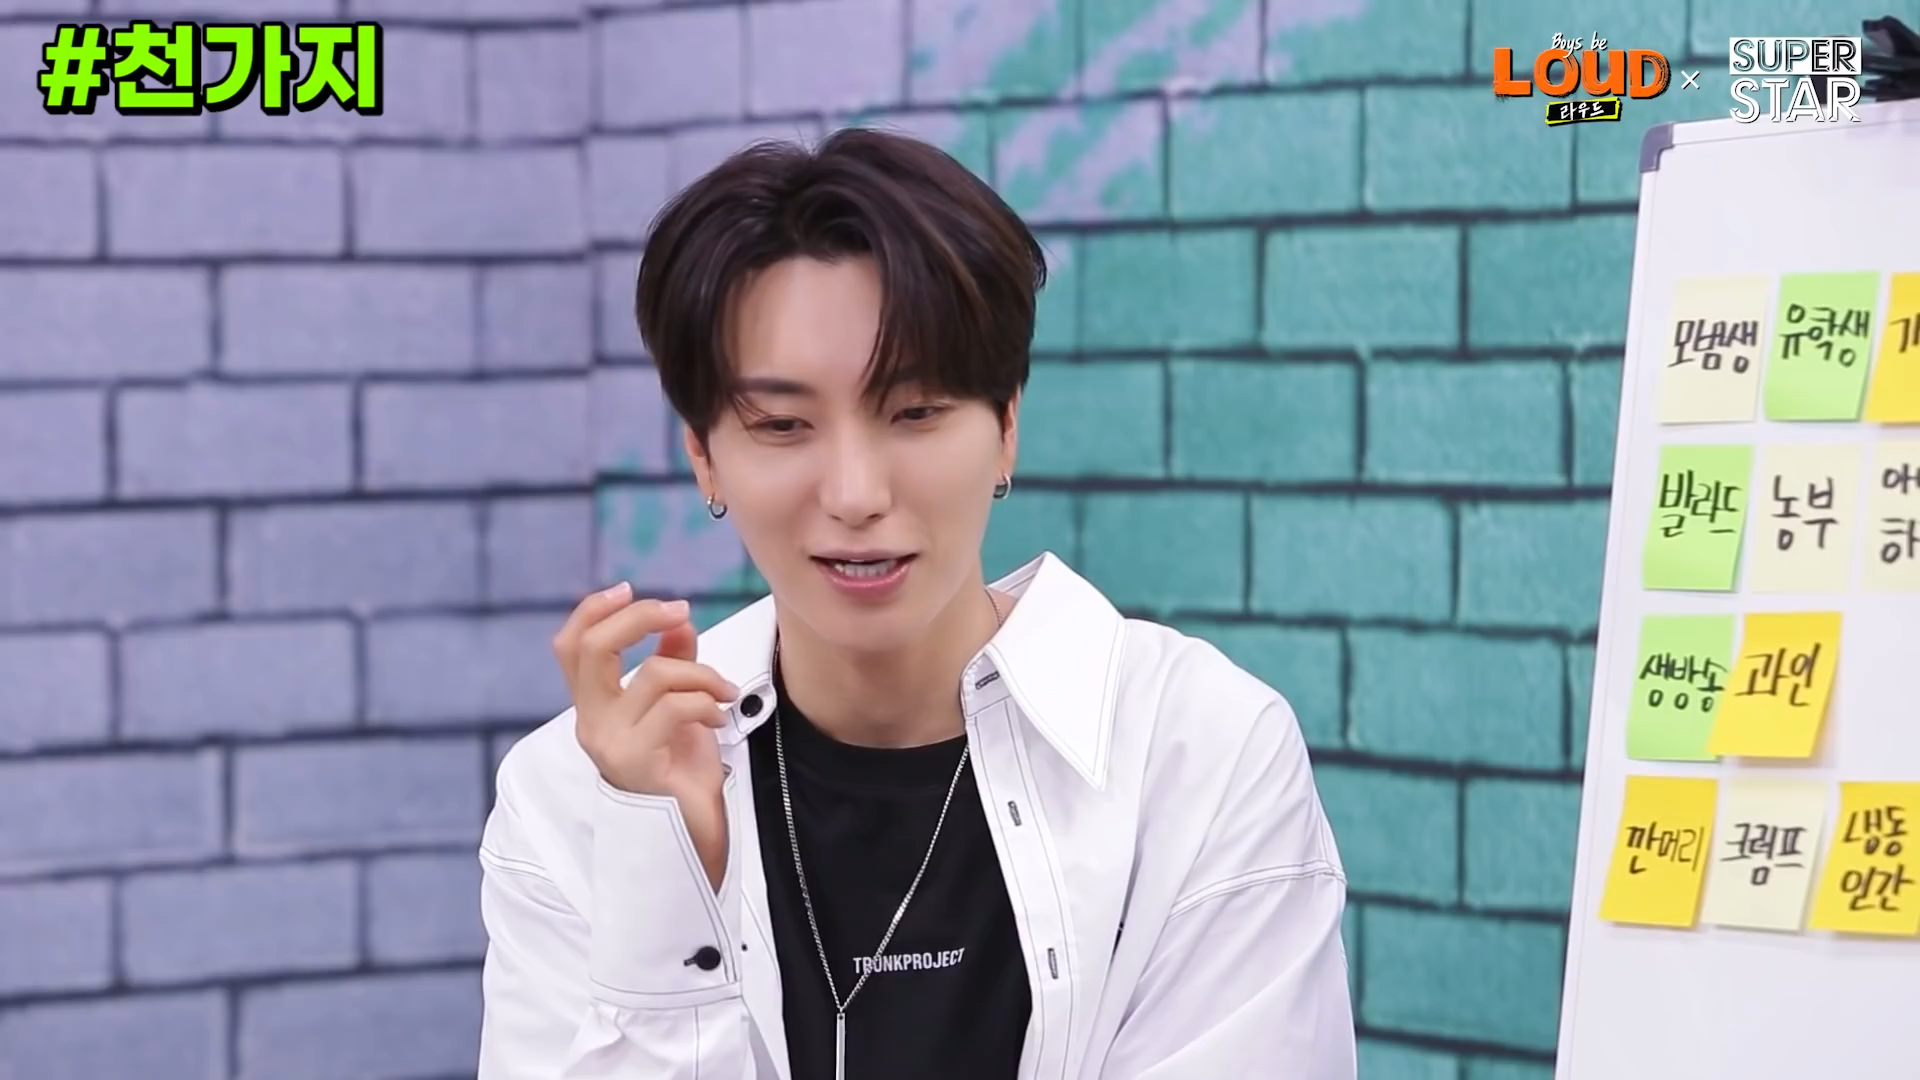 #천가지
Boys be
LOUD × SUPER
라우드 STAR
모범생 유학생
발라드 농부
생방송 과인
깐머리 크림프 냉동
인간
TRUNKPROJECT